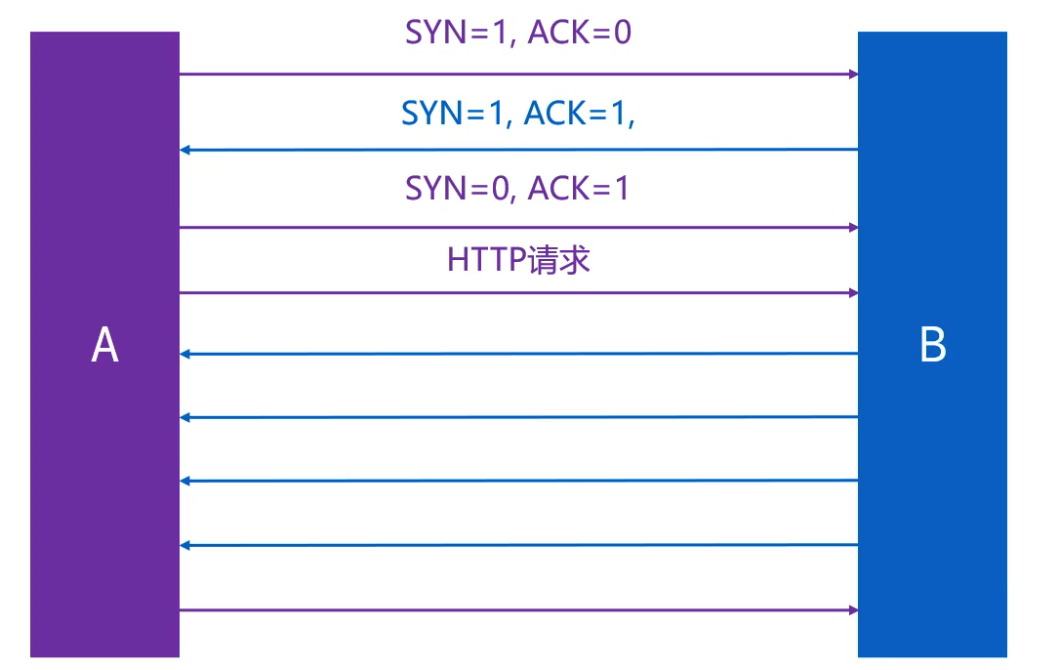 SYN=1, ACK=0
SYN=1, ACK=1,
SYN=0, ACK=1
HTTP请求
A
B